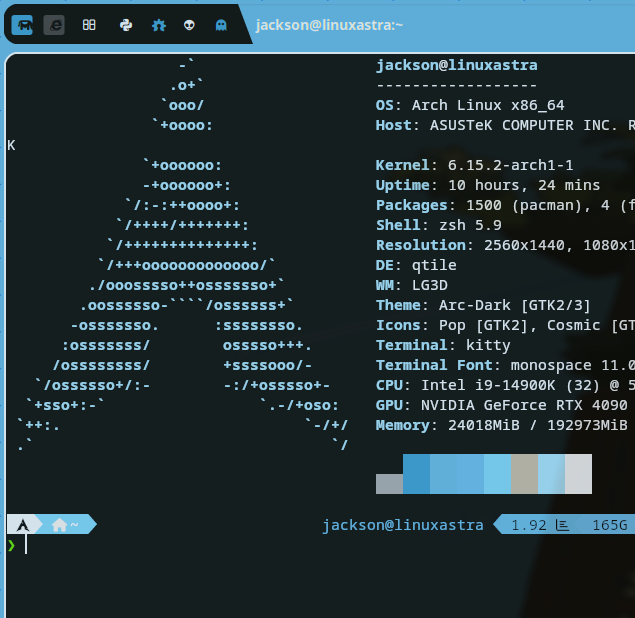 jackson@linuxastra:~
-`
.o+`
`ooo/
`+oooo:
K
`+oooooo:
-+oooooo+:
`/:-:++oooo+:
`/++++/+++++++:
`/++++++++++++++:
`/+++ooooooooooooo/`
./ooosssso++osssssso+`
.oossssso-````/ossssss+`
-osssssso.      :ssssssso.
:osssssss/        osssso+++.
/ossssssss/        +ssssooo/-
`/ossssso+/:-        -:/+osssso+-
`+sso+:-`                 `.-/+oso:
`++:.                           `-/+/
.`                                 `/
jackson@linuxastra
------------------
OS: Arch Linux x86_64
Host: ASUSTeK COMPUTER INC. R
Kernel: 6.15.2-arch1-1
Uptime: 10 hours, 24 mins
Packages: 1500 (pacman), 4 (f
Shell: zsh 5.9
Resolution: 2560x1440, 1080x1
DE: qtile
WM: LG3D
Theme: Arc-Dark [GTK2/3]
Icons: Pop [GTK2], Cosmic [GT
Terminal: kitty
Terminal Font: monospace 11.0
CPU: Intel i9-14900K (32) @ 5
GPU: NVIDIA GeForce RTX 4090
Memory: 24018MiB / 192973MiB
~ jackson@linuxastra 1.92 165G
❯